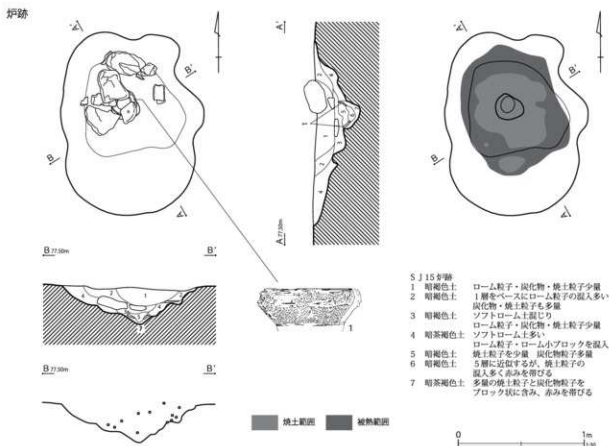 炉跡
A'
B'
B
A
A'
A 77.50m
B'
B
A
B 77.50m
B'
B
B'
1
S J 15 炉跡
1 暗褐色土 ローム粒子・炭化物・焼土粒子少量
2 暗褐色土 1層をベースにローム粒子の混入多い
炭化物・焼土粒子も多量
3 暗褐色土 ソフトローム土混じり
ローム粒子・炭化物・焼土粒子少量
4 暗茶褐色土 ソフトローム土多い
ローム粒子・ローム小ブロックを混入
5 暗褐色土 焼土粒子を少量 炭化物粒子多量
6 暗褐色土 5層に近似するが、焼土粒子の
混入多く赤みを帯びる
7 暗茶褐色土 多量の焼土粒子と炭化物粒子を
ブロック状に含み、赤みを帯びる
焼土範囲
被熱範囲
0
1m